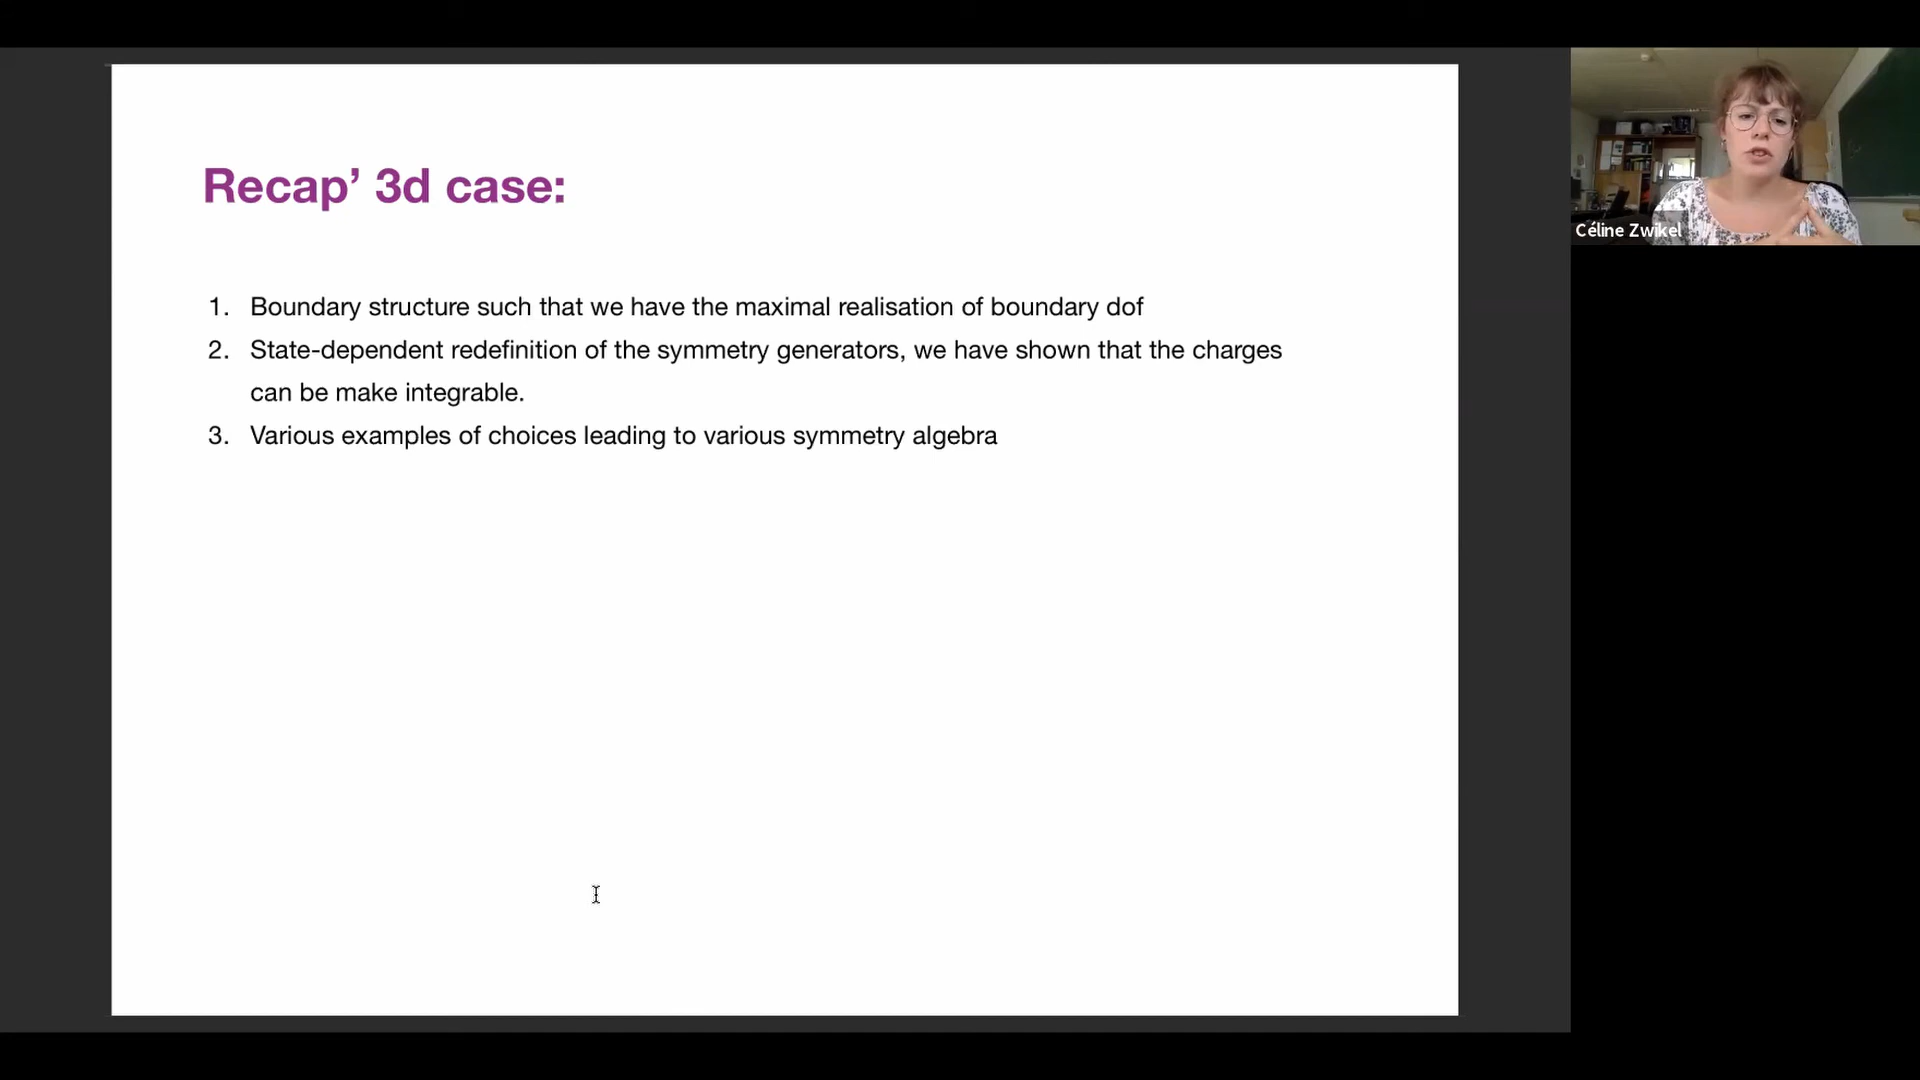 Recap’ 3d case:
1. Boundary structure such that we have the maximal realisation of boundary dof
2. State-dependent redefinition of the symmetry generators, we have shown that the charges
can be make integrable.
3. Various examples of choices leading to various symmetry algebra
Céline Zwikel